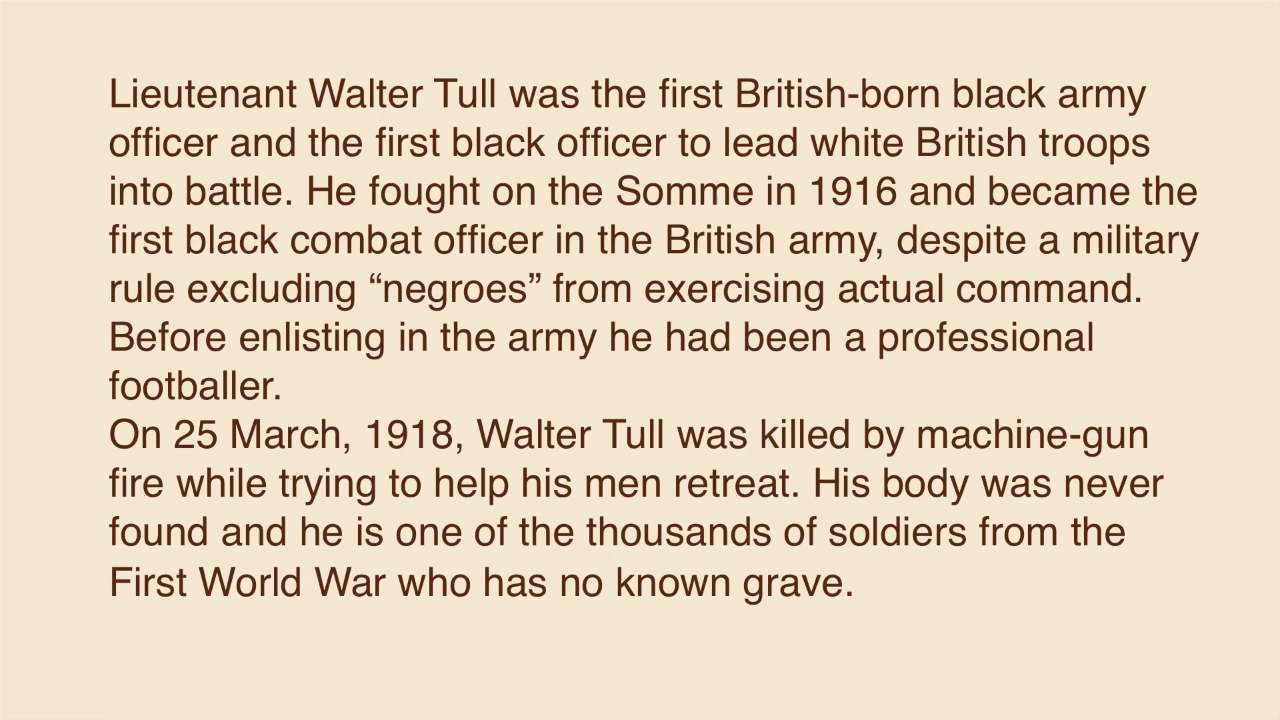 Lieutenant Walter Tull was the first British-born black army
officer and the first black officer to lead white British troops
into battle. He fought on the Somme in 1916 and became the
first black combat officer in the British army, despite a military
rule excluding “negroes” from exercising actual command.
Before enlisting in the army he had been a professional
footballer.
On 25 March, 1918, Walter Tull was killed by machine-gun
fire while trying to help his men retreat. His body was never
found and he is one of the thousands of soldiers from the
First World War who has no known grave.